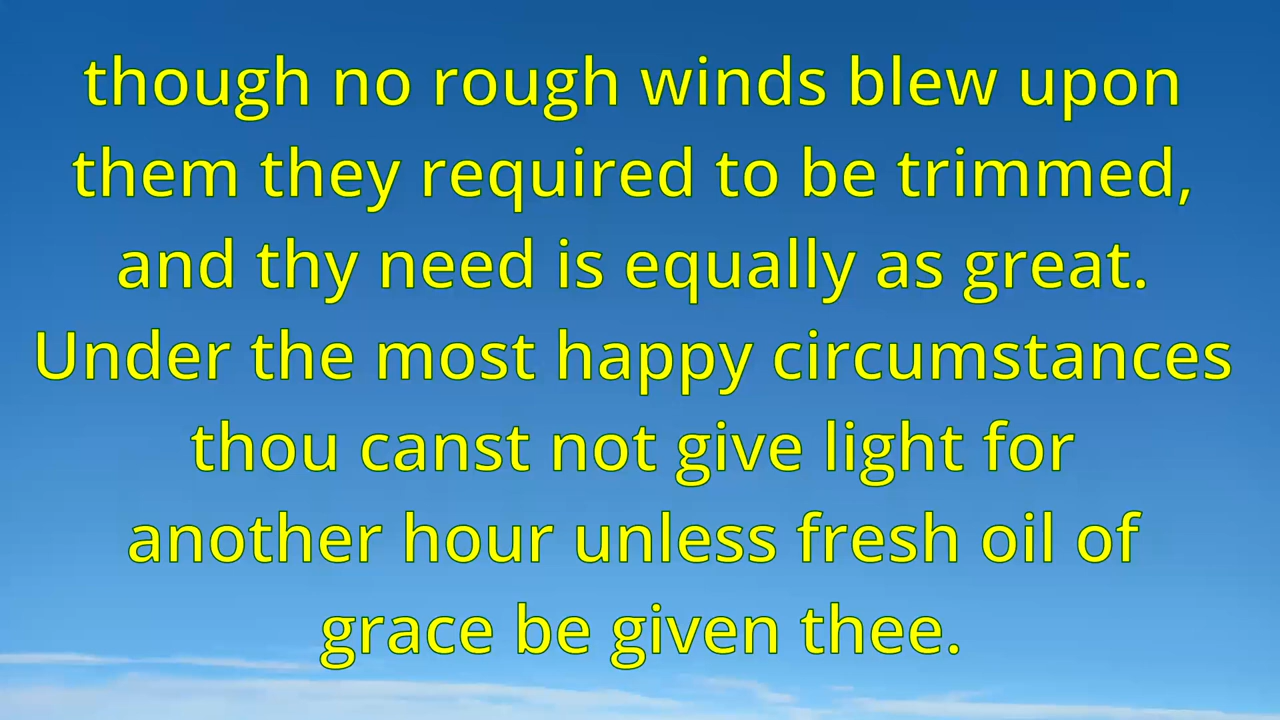 though no rough winds blew upon
them they required to be trimmed,
and thy need is equally as great.
Under the most happy circumstances
thou canst not give light for
another hour unless fresh oil of
grace be given thee.